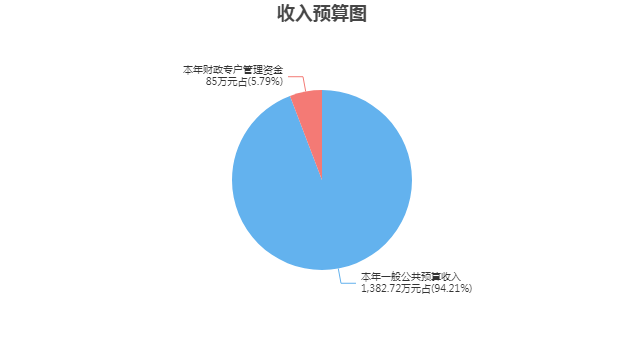 收入预算图
本年财政专户管理资金
85万元占(5.79%)
本年一般公共预算收入
1,382.72万元占(94.21%)